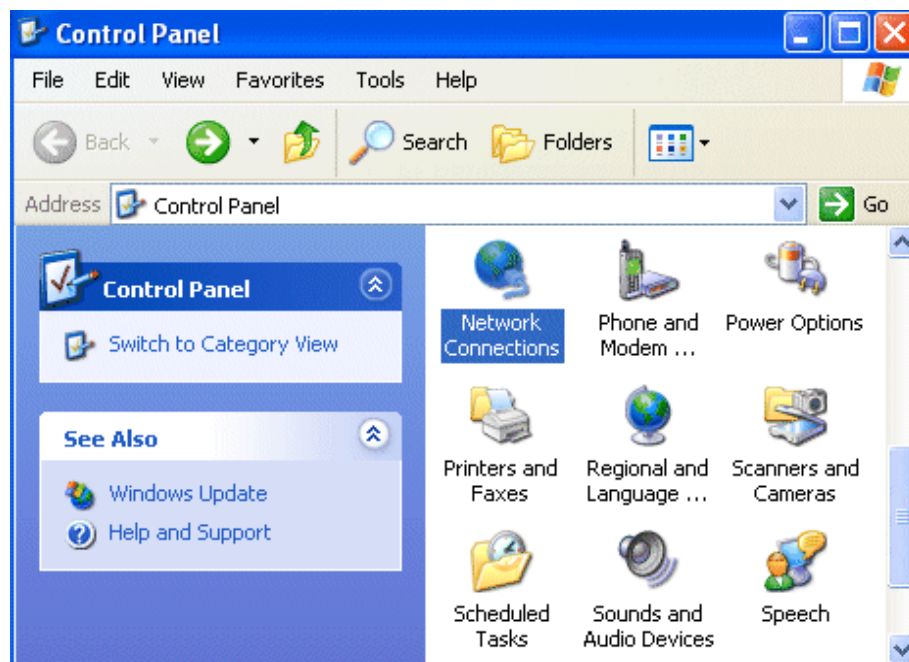 Control Panel
File Edit View Favorites Tools Help
Back Search Folders
Address Control Panel Go
Control Panel
Switch to Category View
See Also
Windows Update
Help and Support
Network
Connections
Phone and
Modem ...
Power Options
Printers and
Faxes
Regional and
Language ...
Scanners and
Cameras
Scheduled
Tasks
Sounds and
Audio Devices
Speech